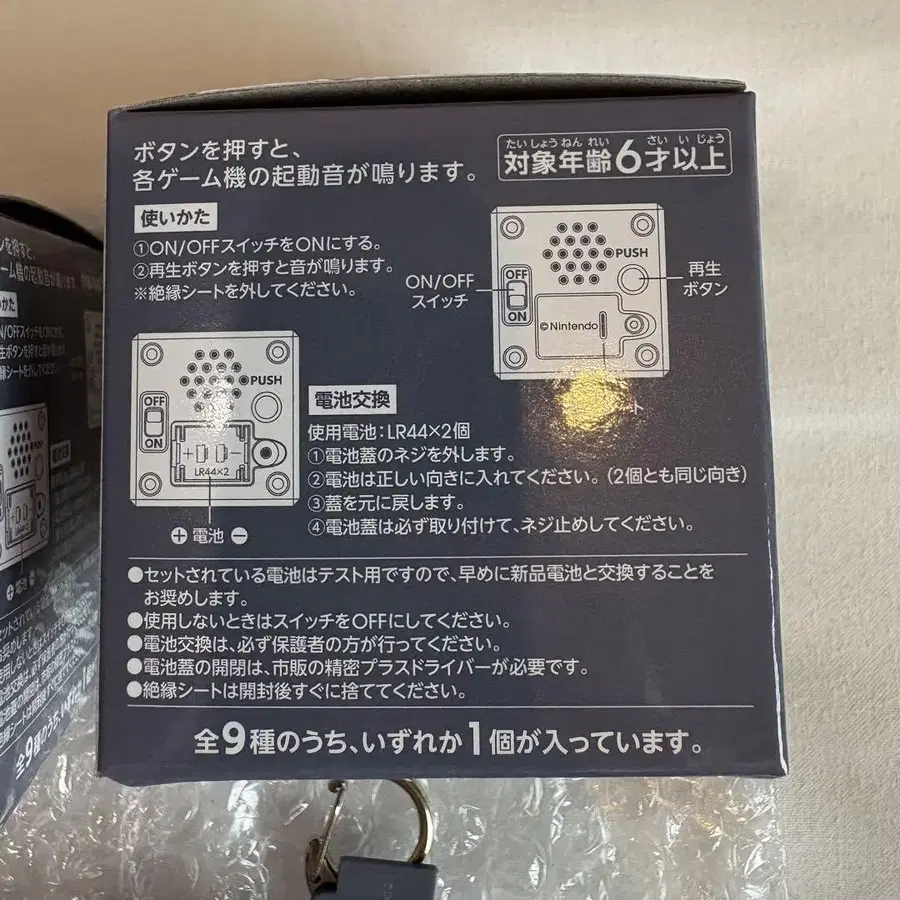 ボタンを押すと、
各ゲーム機の起動音が鳴ります。
たいしょうねんれい さいいじょう
対象年齢6才以上
使いかた
①ON/OFFスイッチをONにする。
②再生ボタンを押すと音が鳴ります。
※絶縁シートを外してください。
ON/OFF
スイッチ
OFF
ON
PUSH
©Nintendo
再生
ボタン
OFF
ON
PUSH
LR44×2
⊕ 電池 ⊖
電池交換
使用電池:LR44×2個
①電池蓋のネジを外します。
②電池は正しい向きに入れてください。(2個とも同じ向き)
③蓋を元に戻します。
④電池蓋は必ず取り付けて、ネジ止めしてください。
●セットされている電池はテスト用ですので、早めに新品電池と交換することを
お奨めします。
●使用しないときはスイッチをOFFにしてください。
●電池交換は、必ず保護者の方が行ってください。
●電池蓋の開閉は、市販の精密プラスドライバーが必要です。
●絶縁シートは開封後すぐに捨ててください。
全9種のうち、いずれか1個が入っています。